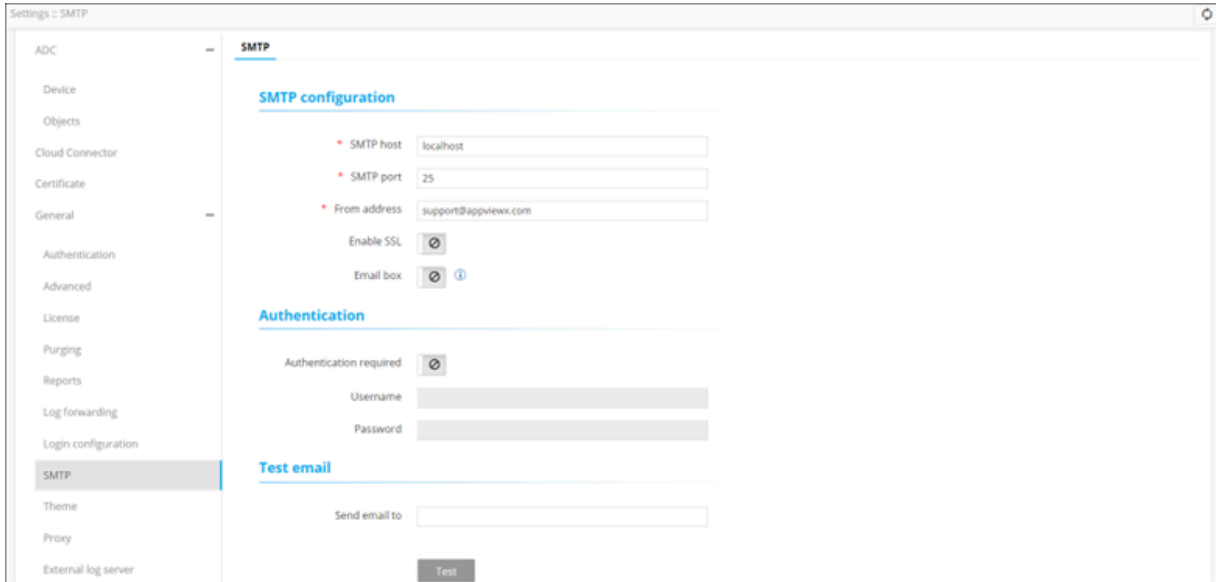 Settings :: SMTP
ADC
Device
Objects
Cloud Connector
Certificate
General
Authentication
Advanced
License
Purging
Reports
Log forwarding
Login configuration
SMTP
Theme
Proxy
External log server
SMTP
SMTP configuration
* SMTP host localhost
* SMTP port 25
* From address support@appviewx.com
Enable SSL
Email box
Authentication
Authentication required
Username
Password
Test email
Send email to
Test